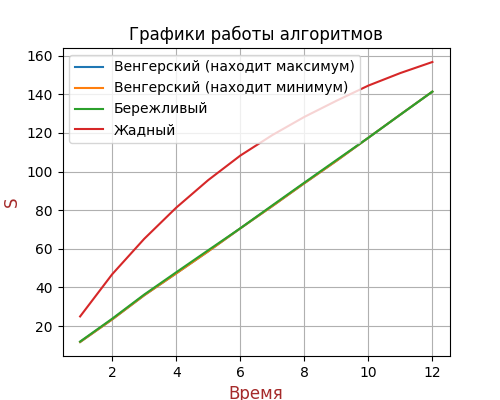 Графики работы алгоритмов
Венгерский (находит максимум)
Венгерский (находит минимум)
Бережливый
Жадный
160
140
120
100
80
60
40
20
S
2 4 6 8 10 12
Время